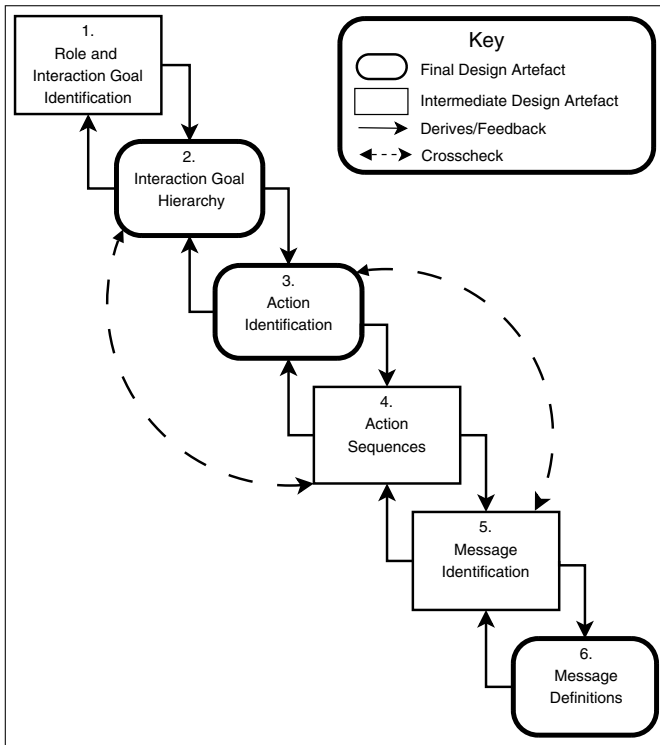 1.
Role and
Interaction Goal
Identification
Key
Final Design Artefact
Intermediate Design Artefact
Derives/Feedback
Crosscheck
2.
Interaction Goal
Hierarchy
3.
Action
Identification
4.
Action
Sequences
5.
Message
Identification
6.
Message
Definitions